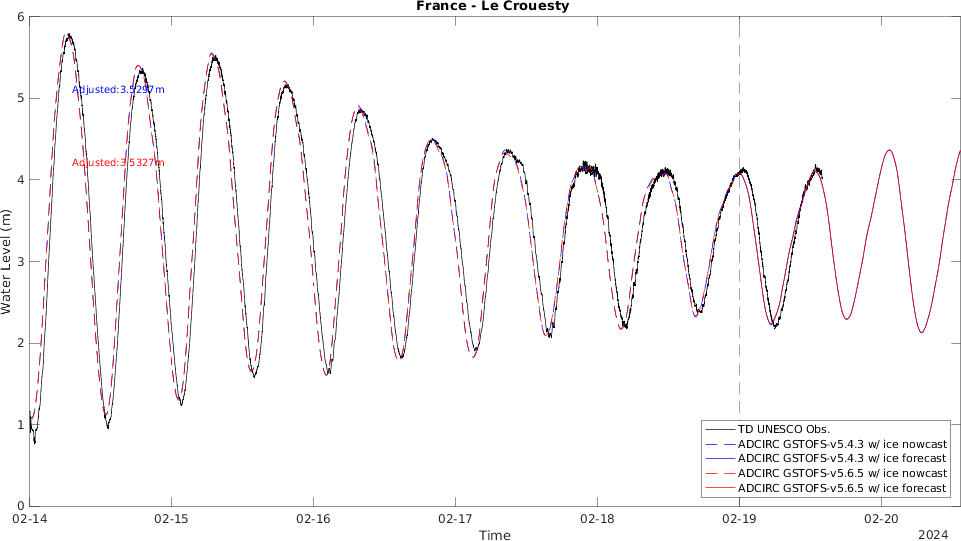 France - Le Crouesty
6
5
4
3
2
1
0
Water Level (m)
Adjusted:3.5297m
Adjusted:3.5327m
TD UNESCO Obs.
ADCIRC GSTOFS-v5.4.3 w/ ice nowcast
ADCIRC GSTOFS-v5.4.3 w/ ice forecast
ADCIRC GSTOFS-v5.6.5 w/ ice nowcast
ADCIRC GSTOFS-v5.6.5 w/ ice forecast
02-14 02-15 02-16 02-17 02-18 02-19 02-20
Time
2024